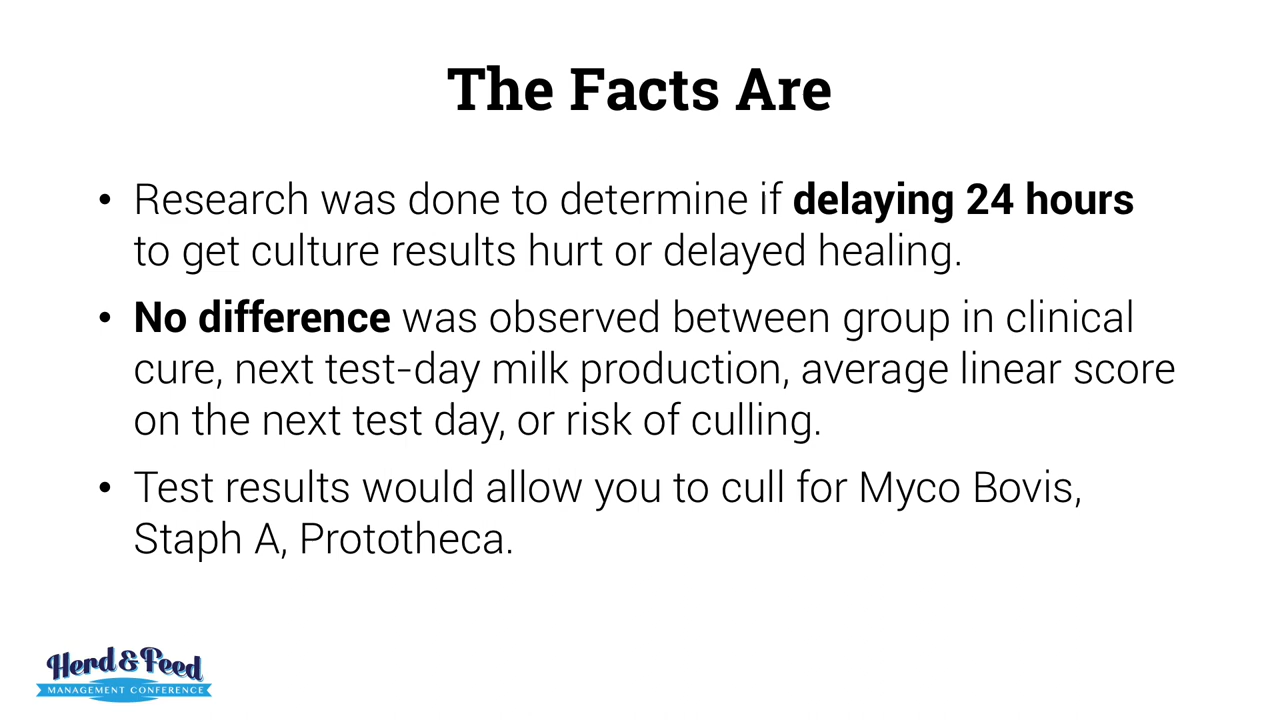 The Facts Are
• Research was done to determine if delaying 24 hours
to get culture results hurt or delayed healing.
• No difference was observed between group in clinical
cure, next test-day milk production, average linear score
on the next test day, or risk of culling.
• Test results would allow you to cull for Myco Bovis,
Staph A, Prototheca.
Herd & Feed
MANAGEMENT CONFERENCE